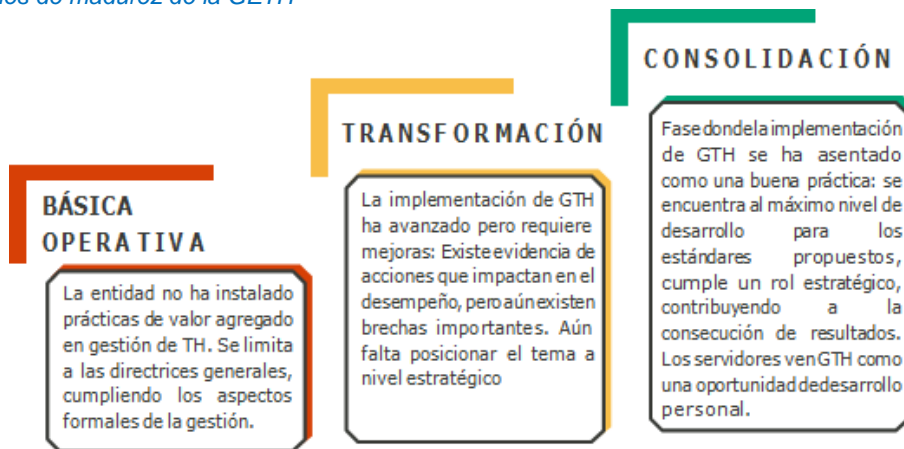 de madurez de la GETH
BÁSICA
OPERATIVA
La entidad no ha instalado
prácticas de valor agregado
en gestión de TH. Se limita
a las directrices generales,
cumpliendo los aspectos
formales de la gestión.
TRANSFORMACIÓN
La implementación de GTH
ha avanzado pero requiere
mejoras: Existe evidencia de
acciones que impactan en el
desempeño, pero aún existen
brechas importantes. Aún
falta posicionar el tema a
nivel estratégico
CONSOLIDACIÓN
Fase donde la implementación
de GTH se ha asentado
como una buena práctica: se
encuentra al máximo nivel de
desarrollo para los
estándares propuestos,
cumple un rol estratégico,
contribuyendo a la
consecución de resultados.
Los servidores ven GTH como
una oportunidad de desarrollo
personal.